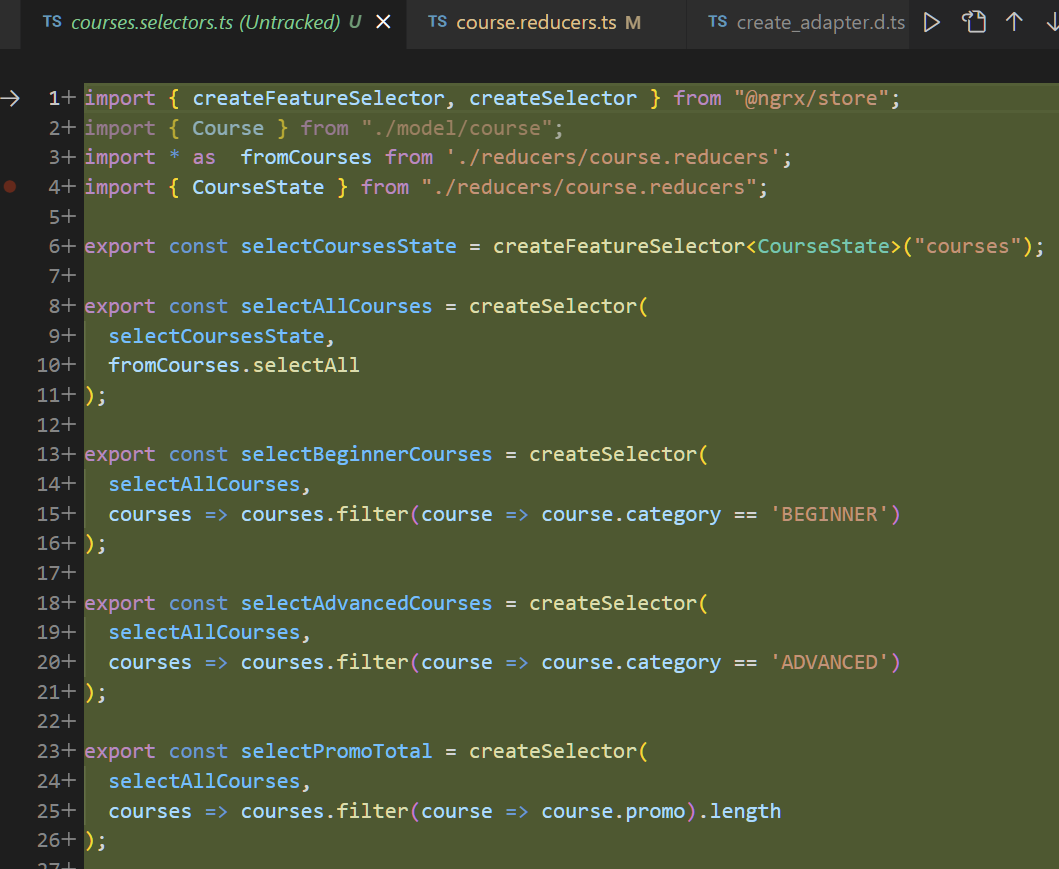 TS courses.selectors.ts (Untracked) U × TS course.reducers.ts M TS create_adapter.d.ts
1+ import { createFeatureSelector, createSelector } from "@ngrx/store";
2+ import { Course } from "./model/course";
3+ import * as  fromCourses from './reducers/course.reducers';
4+ import { CourseState } from "./reducers/course.reducers";
5+
6+ export const selectCoursesState = createFeatureSelector<CourseState>("courses");
7+
8+ export const selectAllCourses = createSelector(
9+   selectCoursesState,
10+   fromCourses.selectAll
11+ );
12+
13+ export const selectBeginnerCourses = createSelector(
14+   selectAllCourses,
15+   courses => courses.filter(course => course.category == 'BEGINNER')
16+ );
17+
18+ export const selectAdvancedCourses = createSelector(
19+   selectAllCourses,
20+   courses => courses.filter(course => course.category == 'ADVANCED')
21+ );
22+
23+ export const selectPromoTotal = createSelector(
24+   selectAllCourses,
25+   courses => courses.filter(course => course.promo).length
26+ );
27+